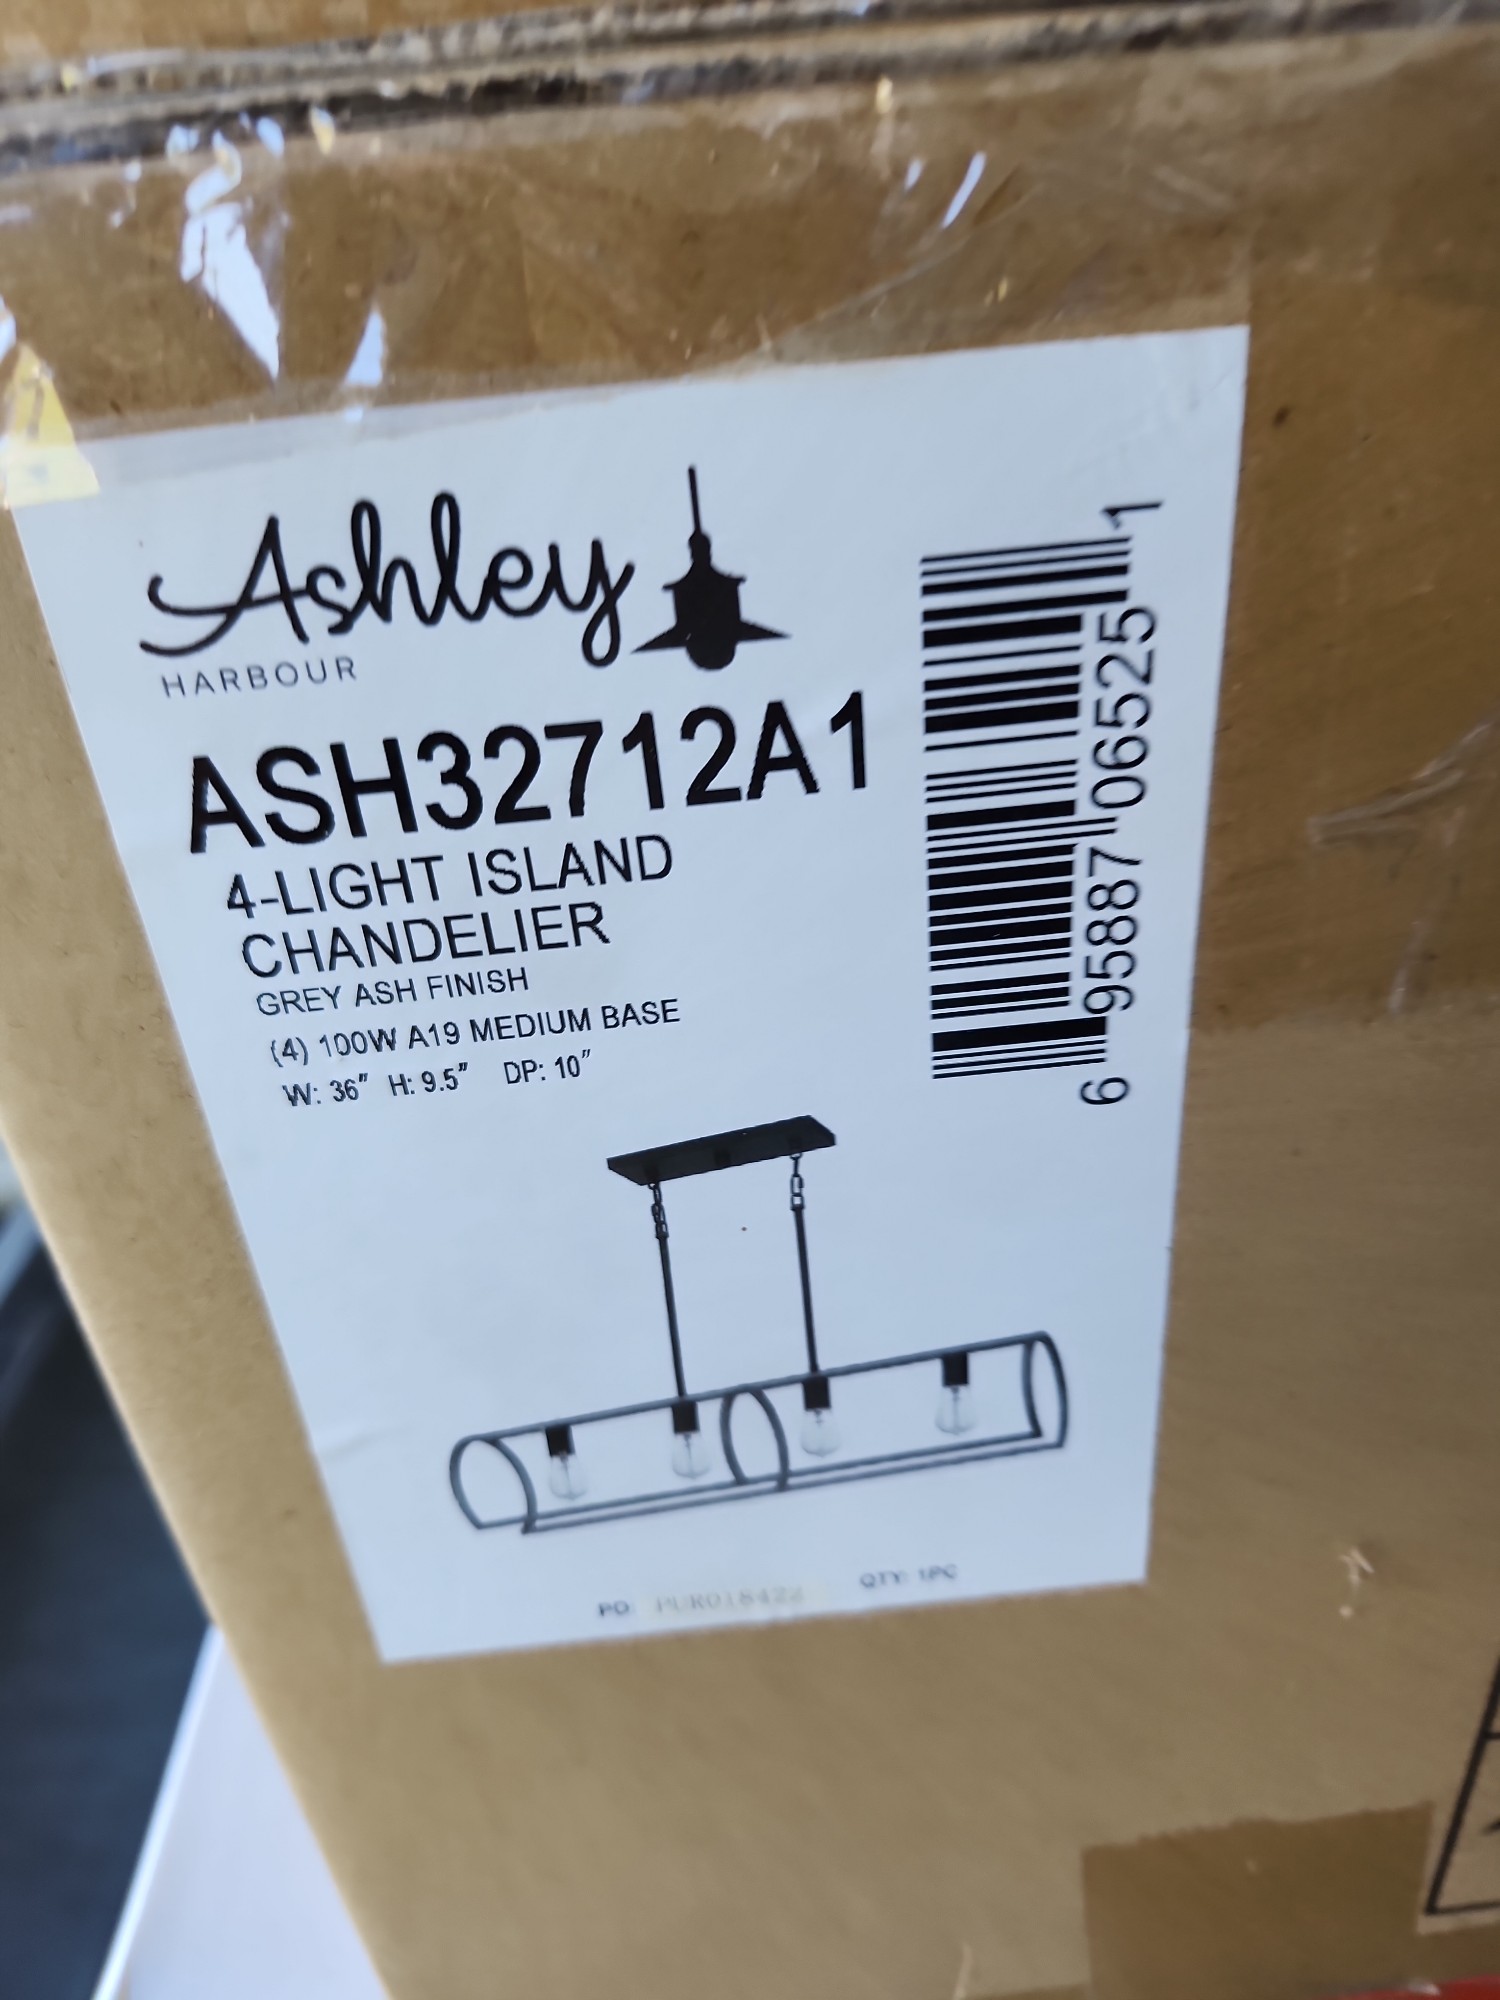 Ashley
HARBOUR
ASH32712A1
4-LIGHT ISLAND
CHANDELIER
GREY ASH FINISH
(4) 100W A19 MEDIUM BASE
W: 36" H: 9.5" DP: 10"
6 95887 06525 1
PO: PUR018422 QTY: 1PC